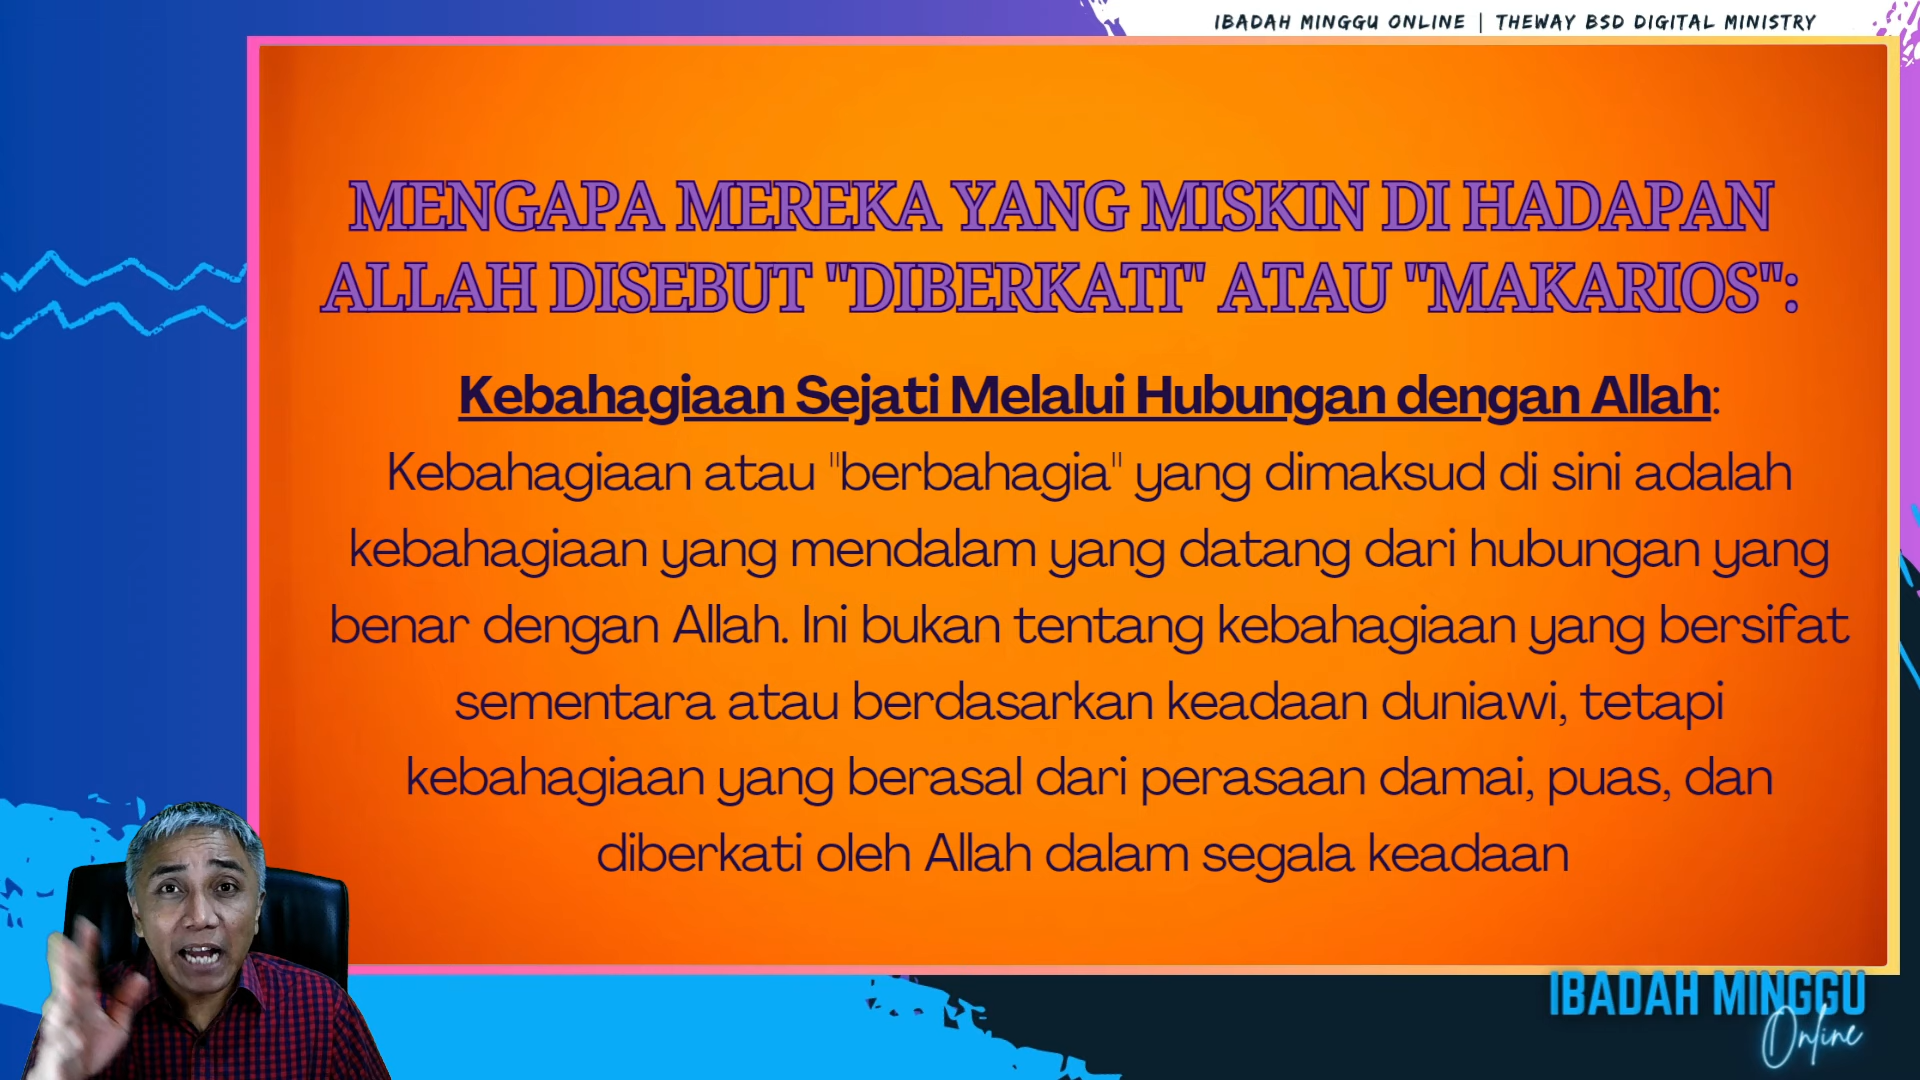 IBADAH MINGGU ONLINE | THEWAY BSD DIGITAL MINISTRY
MENGAPA MEREKA YANG MISKIN DI HADAPAN
ALLAH DISEBUT "DIBERKATI" ATAU "MAKARIOS":
Kebahagiaan Sejati Melalui Hubungan dengan Allah:
Kebahagiaan atau "berbahagia" yang dimaksud di sini adalah
kebahagiaan yang mendalam yang datang dari hubungan yang
benar dengan Allah. Ini bukan tentang kebahagiaan yang bersifat
sementara atau berdasarkan keadaan duniawi, tetapi
kebahagiaan yang berasal dari perasaan damai, puas, dan
diberkati oleh Allah dalam segala keadaan
IBADAH MINGGU
Online